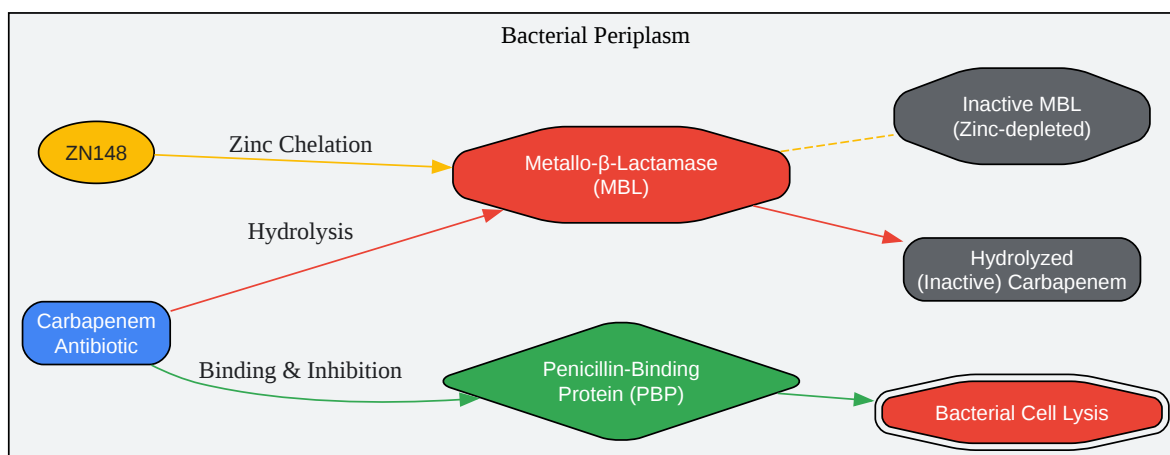 Bacterial Periplasm
ZN148
Zinc Chelation
Metallo-β-Lactamase
(MBL)
Inactive MBL
(Zinc-depleted)
Hydrolysis
Hydrolyzed
(Inactive) Carbapenem
Carbapenem
Antibiotic
Binding & Inhibition
Penicillin-Binding
Protein (PBP)
Bacterial Cell Lysis